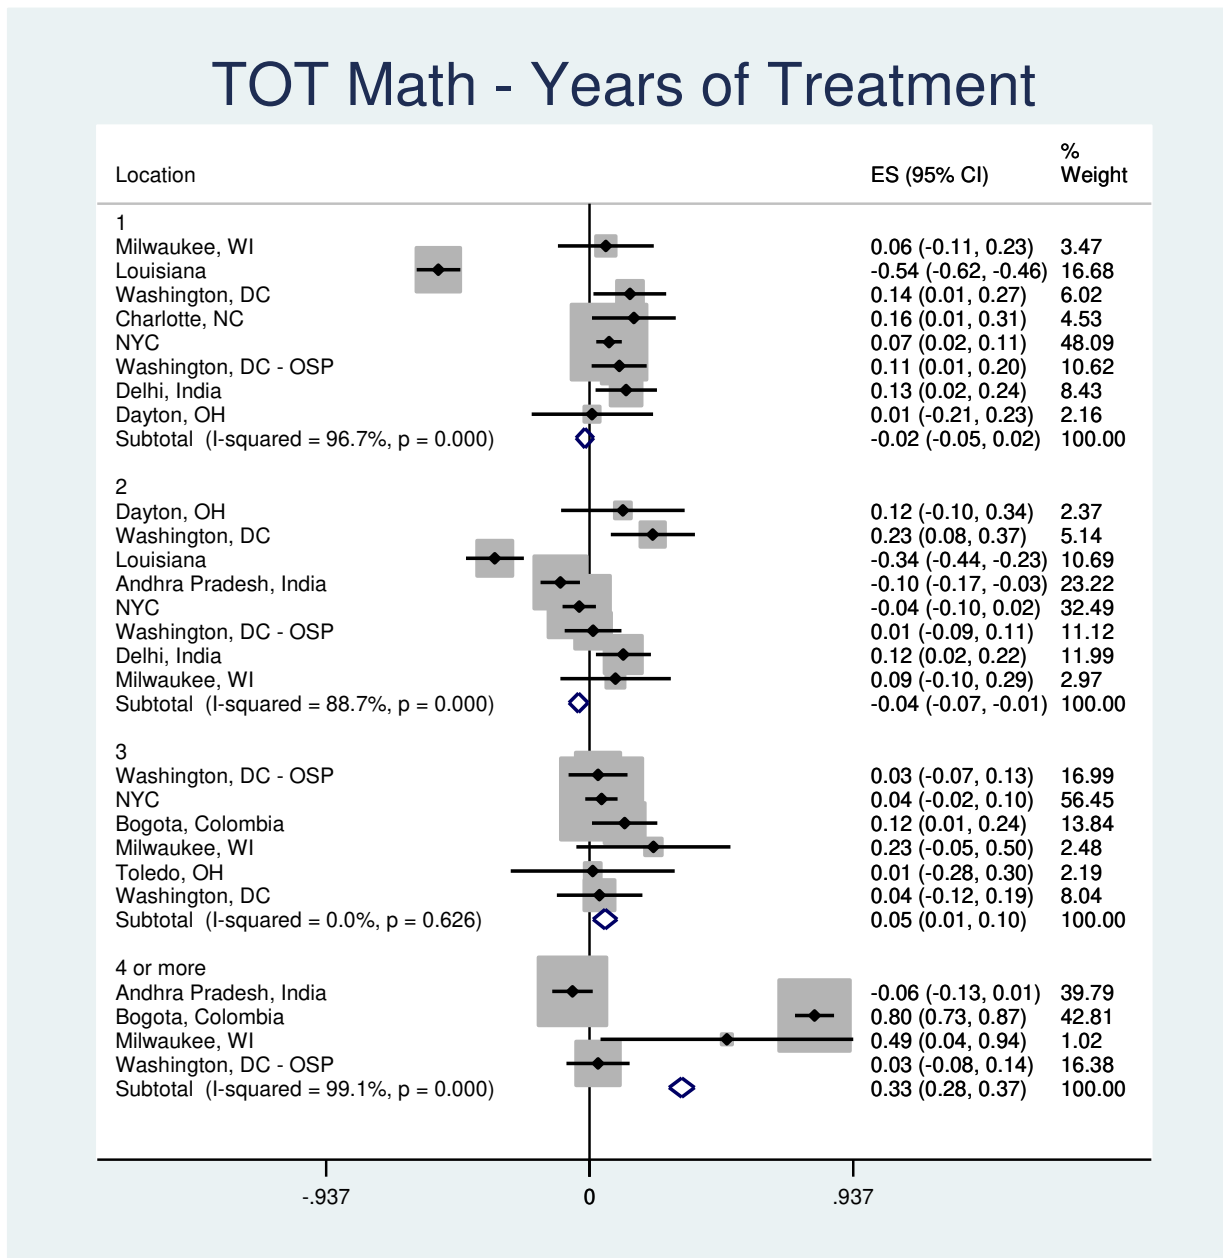 TOT Math - Years of Treatment
%
Location ES (95% CI) Weight
1
Milwaukee, WI 0.06 (-0.11, 0.23) 3.47
Louisiana -0.54 (-0.62, -0.46) 16.68
Washington, DC 0.14 (0.01, 0.27) 6.02
Charlotte, NC 0.16 (0.01, 0.31) 4.53
NYC 0.07 (0.02, 0.11) 48.09
Washington, DC - OSP 0.11 (0.01, 0.20) 10.62
Delhi, India 0.13 (0.02, 0.24) 8.43
Dayton, OH 0.01 (-0.21, 0.23) 2.16
Subtotal (I-squared = 96.7%, p = 0.000) -0.02 (-0.05, 0.02) 100.00
2
Dayton, OH 0.12 (-0.10, 0.34) 2.37
Washington, DC 0.23 (0.08, 0.37) 5.14
Louisiana -0.34 (-0.44, -0.23) 10.69
Andhra Pradesh, India -0.10 (-0.17, -0.03) 23.22
NYC -0.04 (-0.10, 0.02) 32.49
Washington, DC - OSP 0.01 (-0.09, 0.11) 11.12
Delhi, India 0.12 (0.02, 0.22) 11.99
Milwaukee, WI 0.09 (-0.10, 0.29) 2.97
Subtotal (I-squared = 88.7%, p = 0.000) -0.04 (-0.07, -0.01) 100.00
3
Washington, DC - OSP 0.03 (-0.07, 0.13) 16.99
NYC 0.04 (-0.02, 0.10) 56.45
Bogota, Colombia 0.12 (0.01, 0.24) 13.84
Milwaukee, WI 0.23 (-0.05, 0.50) 2.48
Toledo, OH 0.01 (-0.28, 0.30) 2.19
Washington, DC 0.04 (-0.12, 0.19) 8.04
Subtotal (I-squared = 0.0%, p = 0.626) 0.05 (0.01, 0.10) 100.00
4 or more
Andhra Pradesh, India -0.06 (-0.13, 0.01) 39.79
Bogota, Colombia 0.80 (0.73, 0.87) 42.81
Milwaukee, WI 0.49 (0.04, 0.94) 1.02
Washington, DC - OSP 0.03 (-0.08, 0.14) 16.38
Subtotal (I-squared = 99.1%, p = 0.000) 0.33 (0.28, 0.37) 100.00
-.937 0 .937